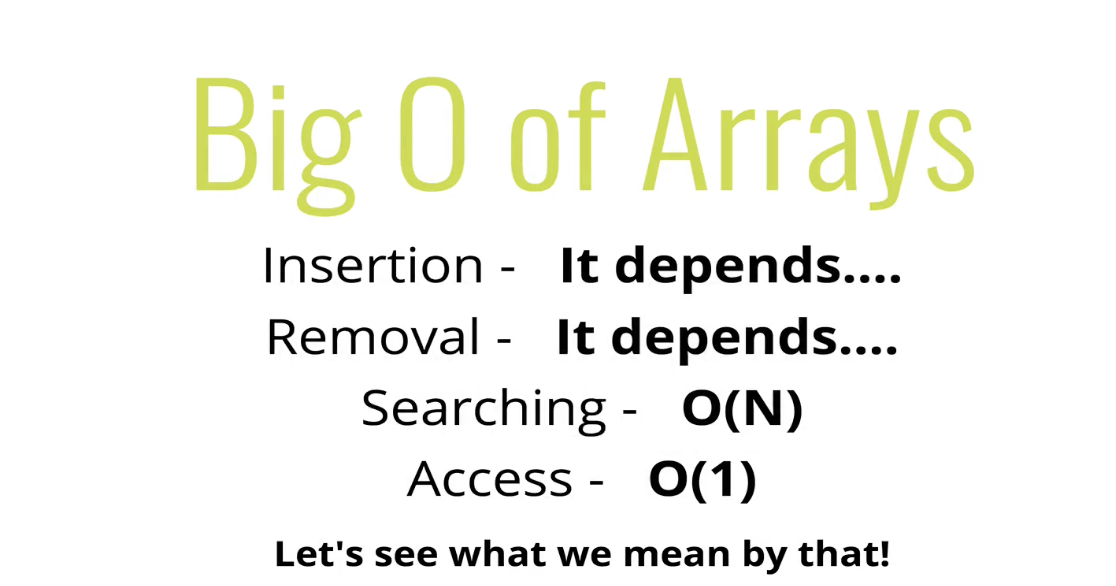 Big O of Arrays
Insertion - It depends....
Removal - It depends....
Searching - O(N)
Access - O(1)
Let's see what we mean by that!